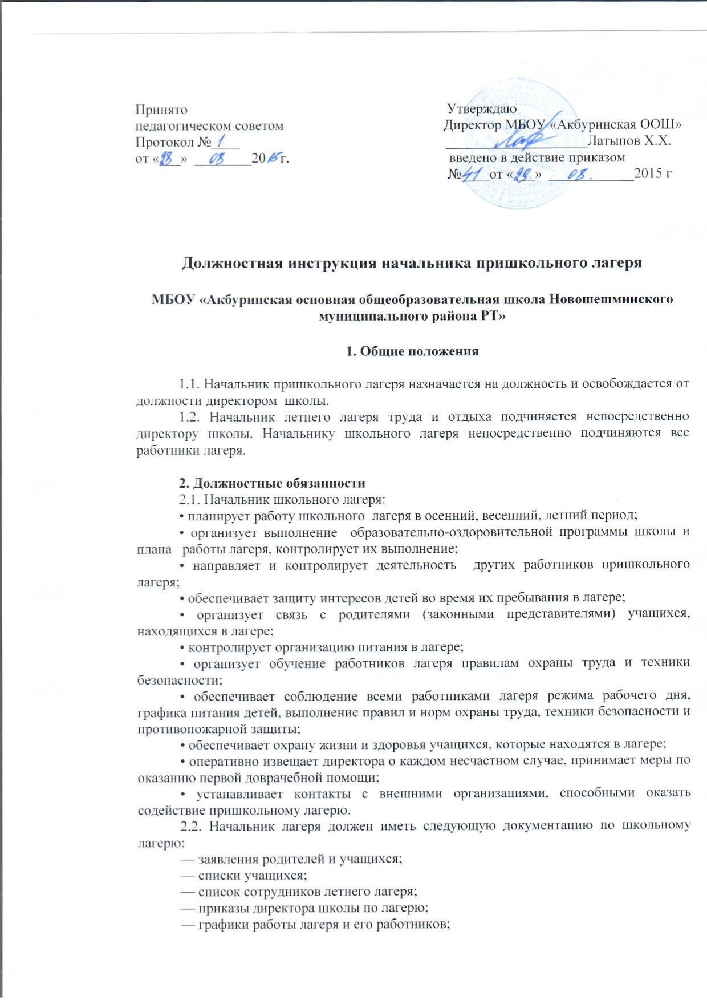 Принято
педагогическом советом
Протокол № 1
от «28» 08 2015 г.
Утверждаю
Директор МБОУ «Акбуринская ООШ»
Латыпов Х.Х.
введено в действие приказом
№ 41 от «29» 08. 2015 г
Должностная инструкция начальника пришкольного лагеря
МБОУ «Акбуринская основная общеобразовательная школа Новошешминского
муниципального района РТ»
1. Общие положения
1.1. Начальник пришкольного лагеря назначается на должность и освобождается от
должности директором школы.
1.2. Начальник летнего лагеря труда и отдыха подчиняется непосредственно
директору школы. Начальнику школьного лагеря непосредственно подчиняются все
работники лагеря.
2. Должностные обязанности
2.1. Начальник школьного лагеря:
• планирует работу школьного лагеря в осенний, весенний, летний период;
• организует выполнение образовательно-оздоровительной программы школы и
плана работы лагеря, контролирует их выполнение;
• направляет и контролирует деятельность других работников пришкольного
лагеря;
• обеспечивает защиту интересов детей во время их пребывания в лагере;
• организует связь с родителями (законными представителями) учащихся,
находящихся в лагере;
• контролирует организацию питания в лагере;
• организует обучение работников лагеря правилам охраны труда и техники
безопасности;
• обеспечивает соблюдение всеми работниками лагеря режима рабочего дня,
графика питания детей, выполнение правил и норм охраны труда, техники безопасности и
противопожарной защиты;
• обеспечивает охрану жизни и здоровья учащихся, которые находятся в лагере;
• оперативно извещает директора о каждом несчастном случае, принимает меры по
оказанию первой доврачебной помощи;
• устанавливает контакты с внешними организациями, способными оказать
содействие пришкольному лагерю.
2.2. Начальник лагеря должен иметь следующую документацию по школьному
лагерю:
— заявления родителей и учащихся;
— списки учащихся;
— список сотрудников летнего лагеря;
— приказы директора школы по лагерю;
— графики работы лагеря и его работников;